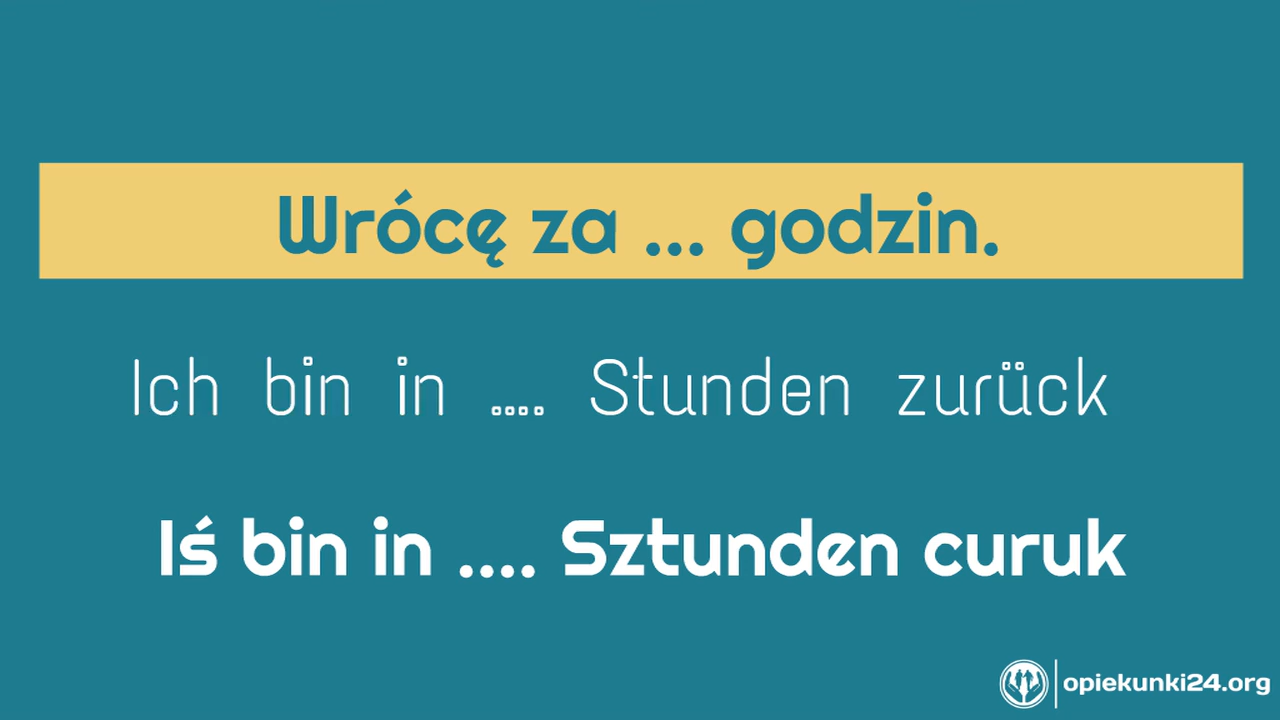 Wrócę za ... godzin.
Ich bin in .... Stunden zurück
Iś bin in .... Sztunden curuk
opiekunki24.org